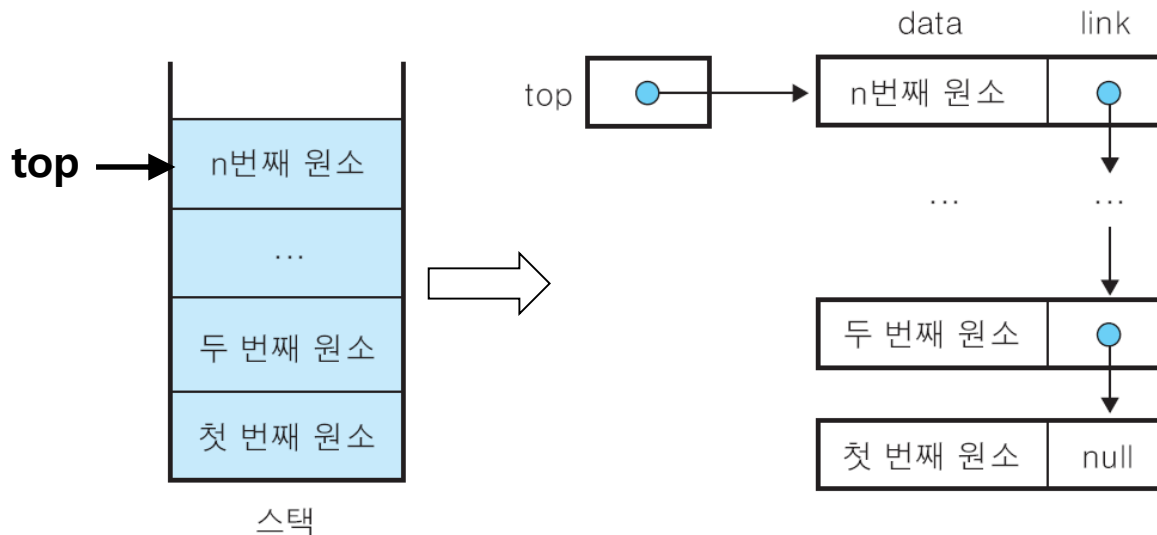 top
n번째 원소
...
두 번째 원소
첫 번째 원소
스택
data link
top
n번째 원소
... ...
두 번째 원소
첫 번째 원소 null